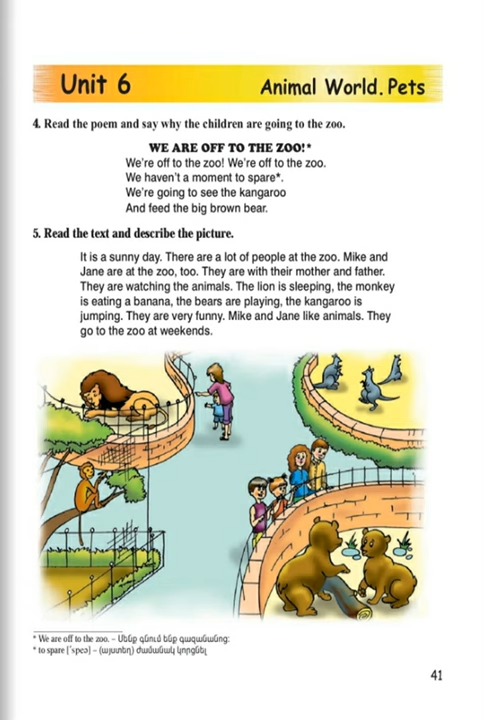 Unit 6 Animal World. Pets
4. Read the poem and say why the children are going to the zoo.
WE ARE OFF TO THE ZOO!*
We're off to the zoo! We're off to the zoo.
We haven't a moment to spare*.
We're going to see the kangaroo
And feed the big brown bear.
5. Read the text and describe the picture.
It is a sunny day. There are a lot of people at the zoo. Mike and
Jane are at the zoo, too. They are with their mother and father.
They are watching the animals. The lion is sleeping, the monkey
is eating a banana, the bears are playing, the kangaroo is
jumping. They are very funny. Mike and Jane like animals. They
go to the zoo at weekends.
* We are off to the zoo. – Մենք գնում ենք գազանանոց:
* to spare [ˈspeə] – (այստեղ) ժամանակ կորցնել
41